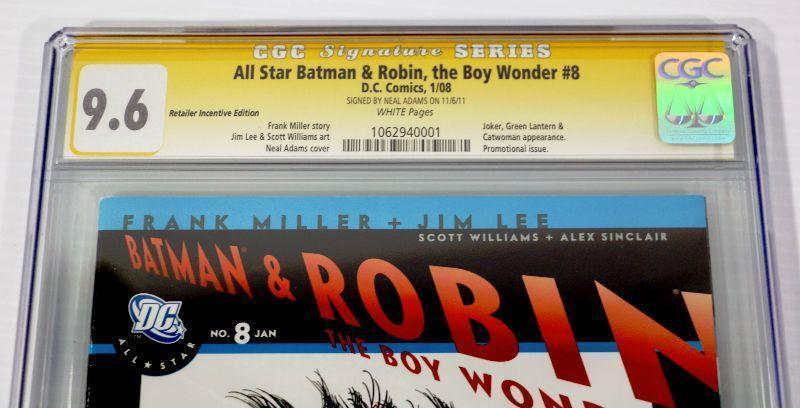 CGC Signature SERIES
All Star Batman & Robin, the Boy Wonder #8
D.C. Comics, 1/08
SIGNED BY NEAL ADAMS ON 11/6/11
WHITE Pages
9.6
Retailer Incentive Edition
Frank Miller story
Jim Lee & Scott Williams art
Neal Adams cover
1062940001
Joker, Green Lantern &
Catwoman appearance.
Promotional issue.
CGC
FRANK MILLER + JIM LEE
SCOTT WILLIAMS + ALEX SINCLAIR
BATMAN & ROBIN
THE BOY WOND
DC
TM
ALL★STAR
NO. 8 JAN